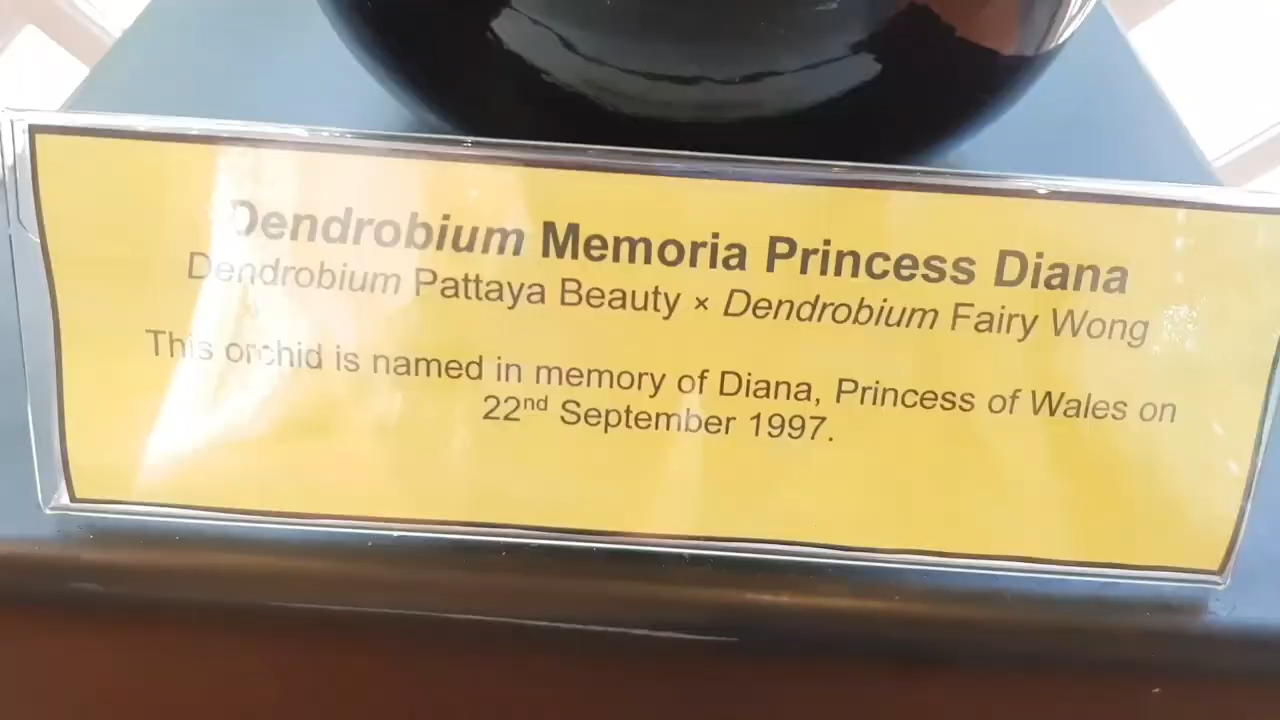 Dendrobium Memoria Princess Diana
Dendrobium Pattaya Beauty × Dendrobium Fairy Wong
This orchid is named in memory of Diana, Princess of Wales on
22nd September 1997.